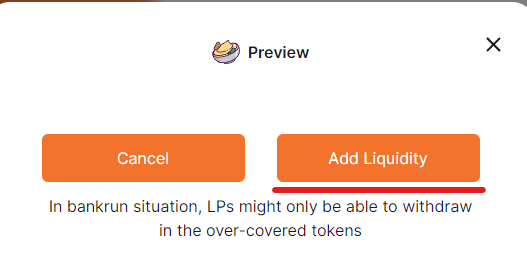 Preview
Cancel
Add Liquidity
In bankrun situation, LPs might only be able to withdraw
in the over-covered tokens